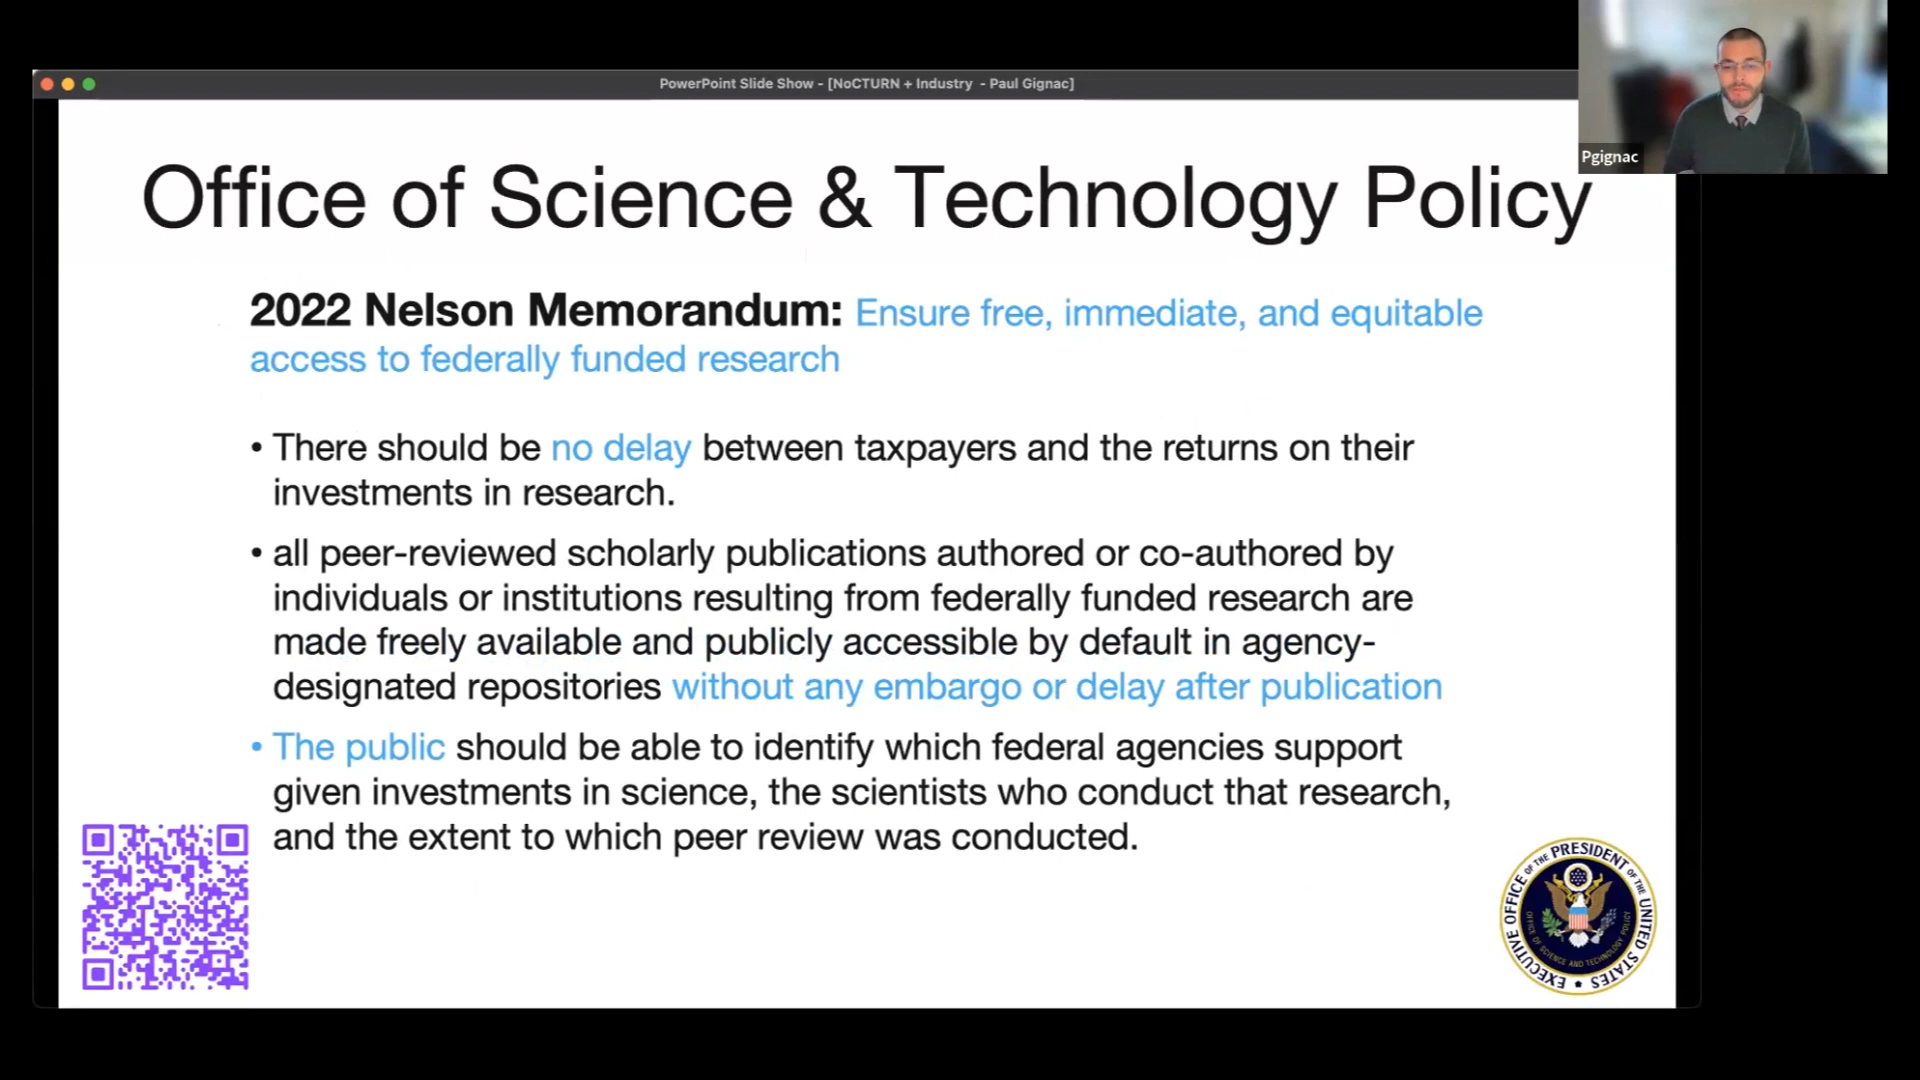 PowerPoint Slide Show - [NoCTURN + Industry - Paul Gignac]
Pgignac
Office of Science & Technology Policy
2022 Nelson Memorandum: Ensure free, immediate, and equitable
access to federally funded research
• There should be no delay between taxpayers and the returns on their
investments in research.
• all peer-reviewed scholarly publications authored or co-authored by
individuals or institutions resulting from federally funded research are
made freely available and publicly accessible by default in agency-
designated repositories without any embargo or delay after publication
• The public should be able to identify which federal agencies support
given investments in science, the scientists who conduct that research,
and the extent to which peer review was conducted.
EXECUTIVE OFFICE OF THE PRESIDENT OF THE UNITED STATES
OFFICE OF SCIENCE AND TECHNOLOGY POLICY